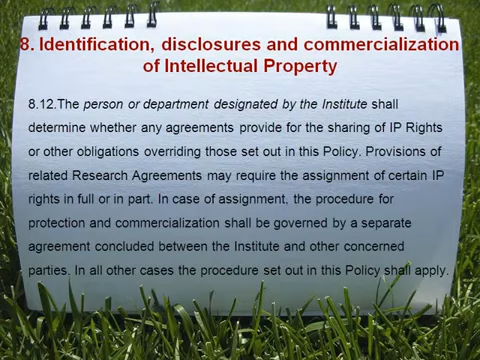 8. Identification, disclosures and commercialization
of Intellectual Property
8.12.The person or department designated by the Institute shall
determine whether any agreements provide for the sharing of IP Rights
or other obligations overriding those set out in this Policy. Provisions of
related Research Agreements may require the assignment of certain IP
rights in full or in part. In case of assignment, the procedure for
protection and commercialization shall be governed by a separate
agreement concluded between the Institute and other concerned
parties. In all other cases the procedure set out in this Policy shall apply.